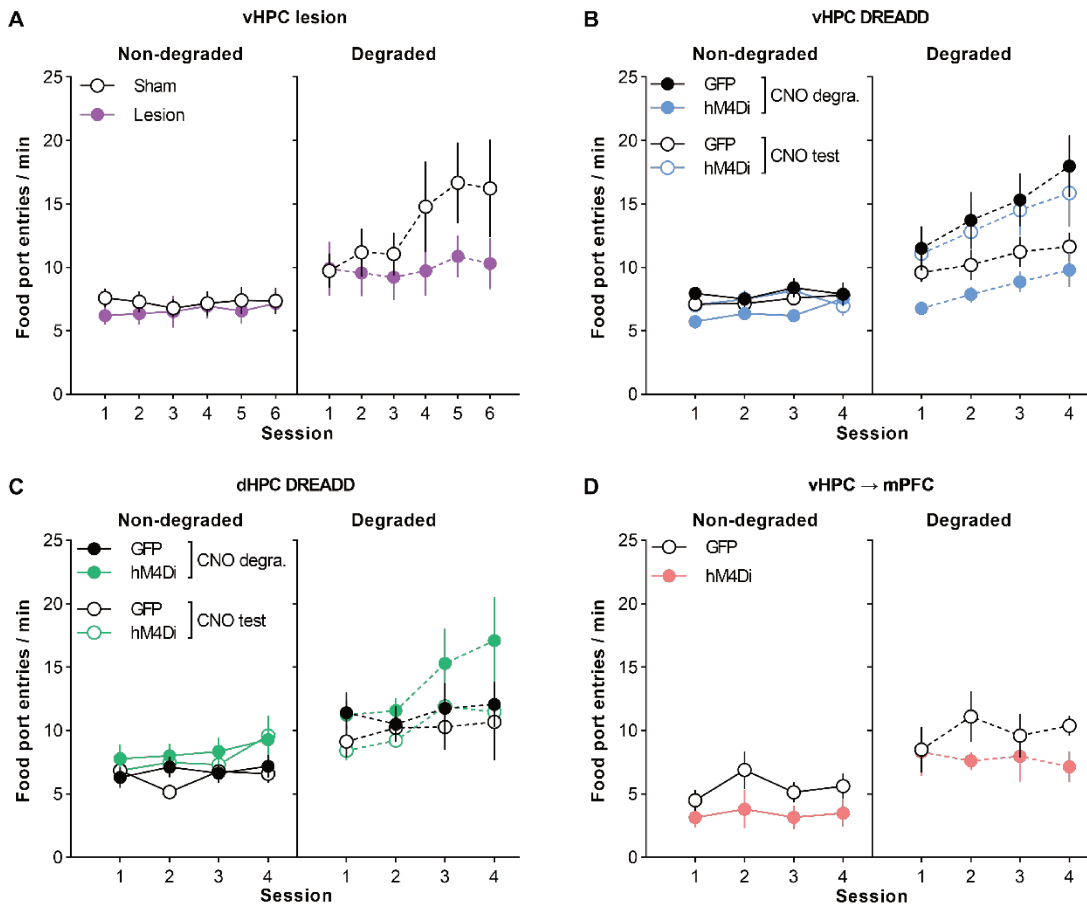 A
vHPC lesion
Non-degraded
Degraded
Sham
Lesion
Food port entries / min
25
20
15
10
5
0
1 2 3 4 5 6
1 2 3 4 5 6
Session
B
vHPC DREADD
Non-degraded
Degraded
GFP
hM4Di
CNO degra.
GFP
hM4Di
CNO test
Food port entries / min
25
20
15
10
5
0
1 2 3 4
1 2 3 4
Session
C
dHPC DREADD
Non-degraded
Degraded
GFP
hM4Di
CNO degra.
GFP
hM4Di
CNO test
Food port entries / min
25
20
15
10
5
0
1 2 3 4
1 2 3 4
Session
D
vHPC → mPFC
Non-degraded
Degraded
GFP
hM4Di
Food port entries / min
25
20
15
10
5
0
1 2 3 4
1 2 3 4
Session